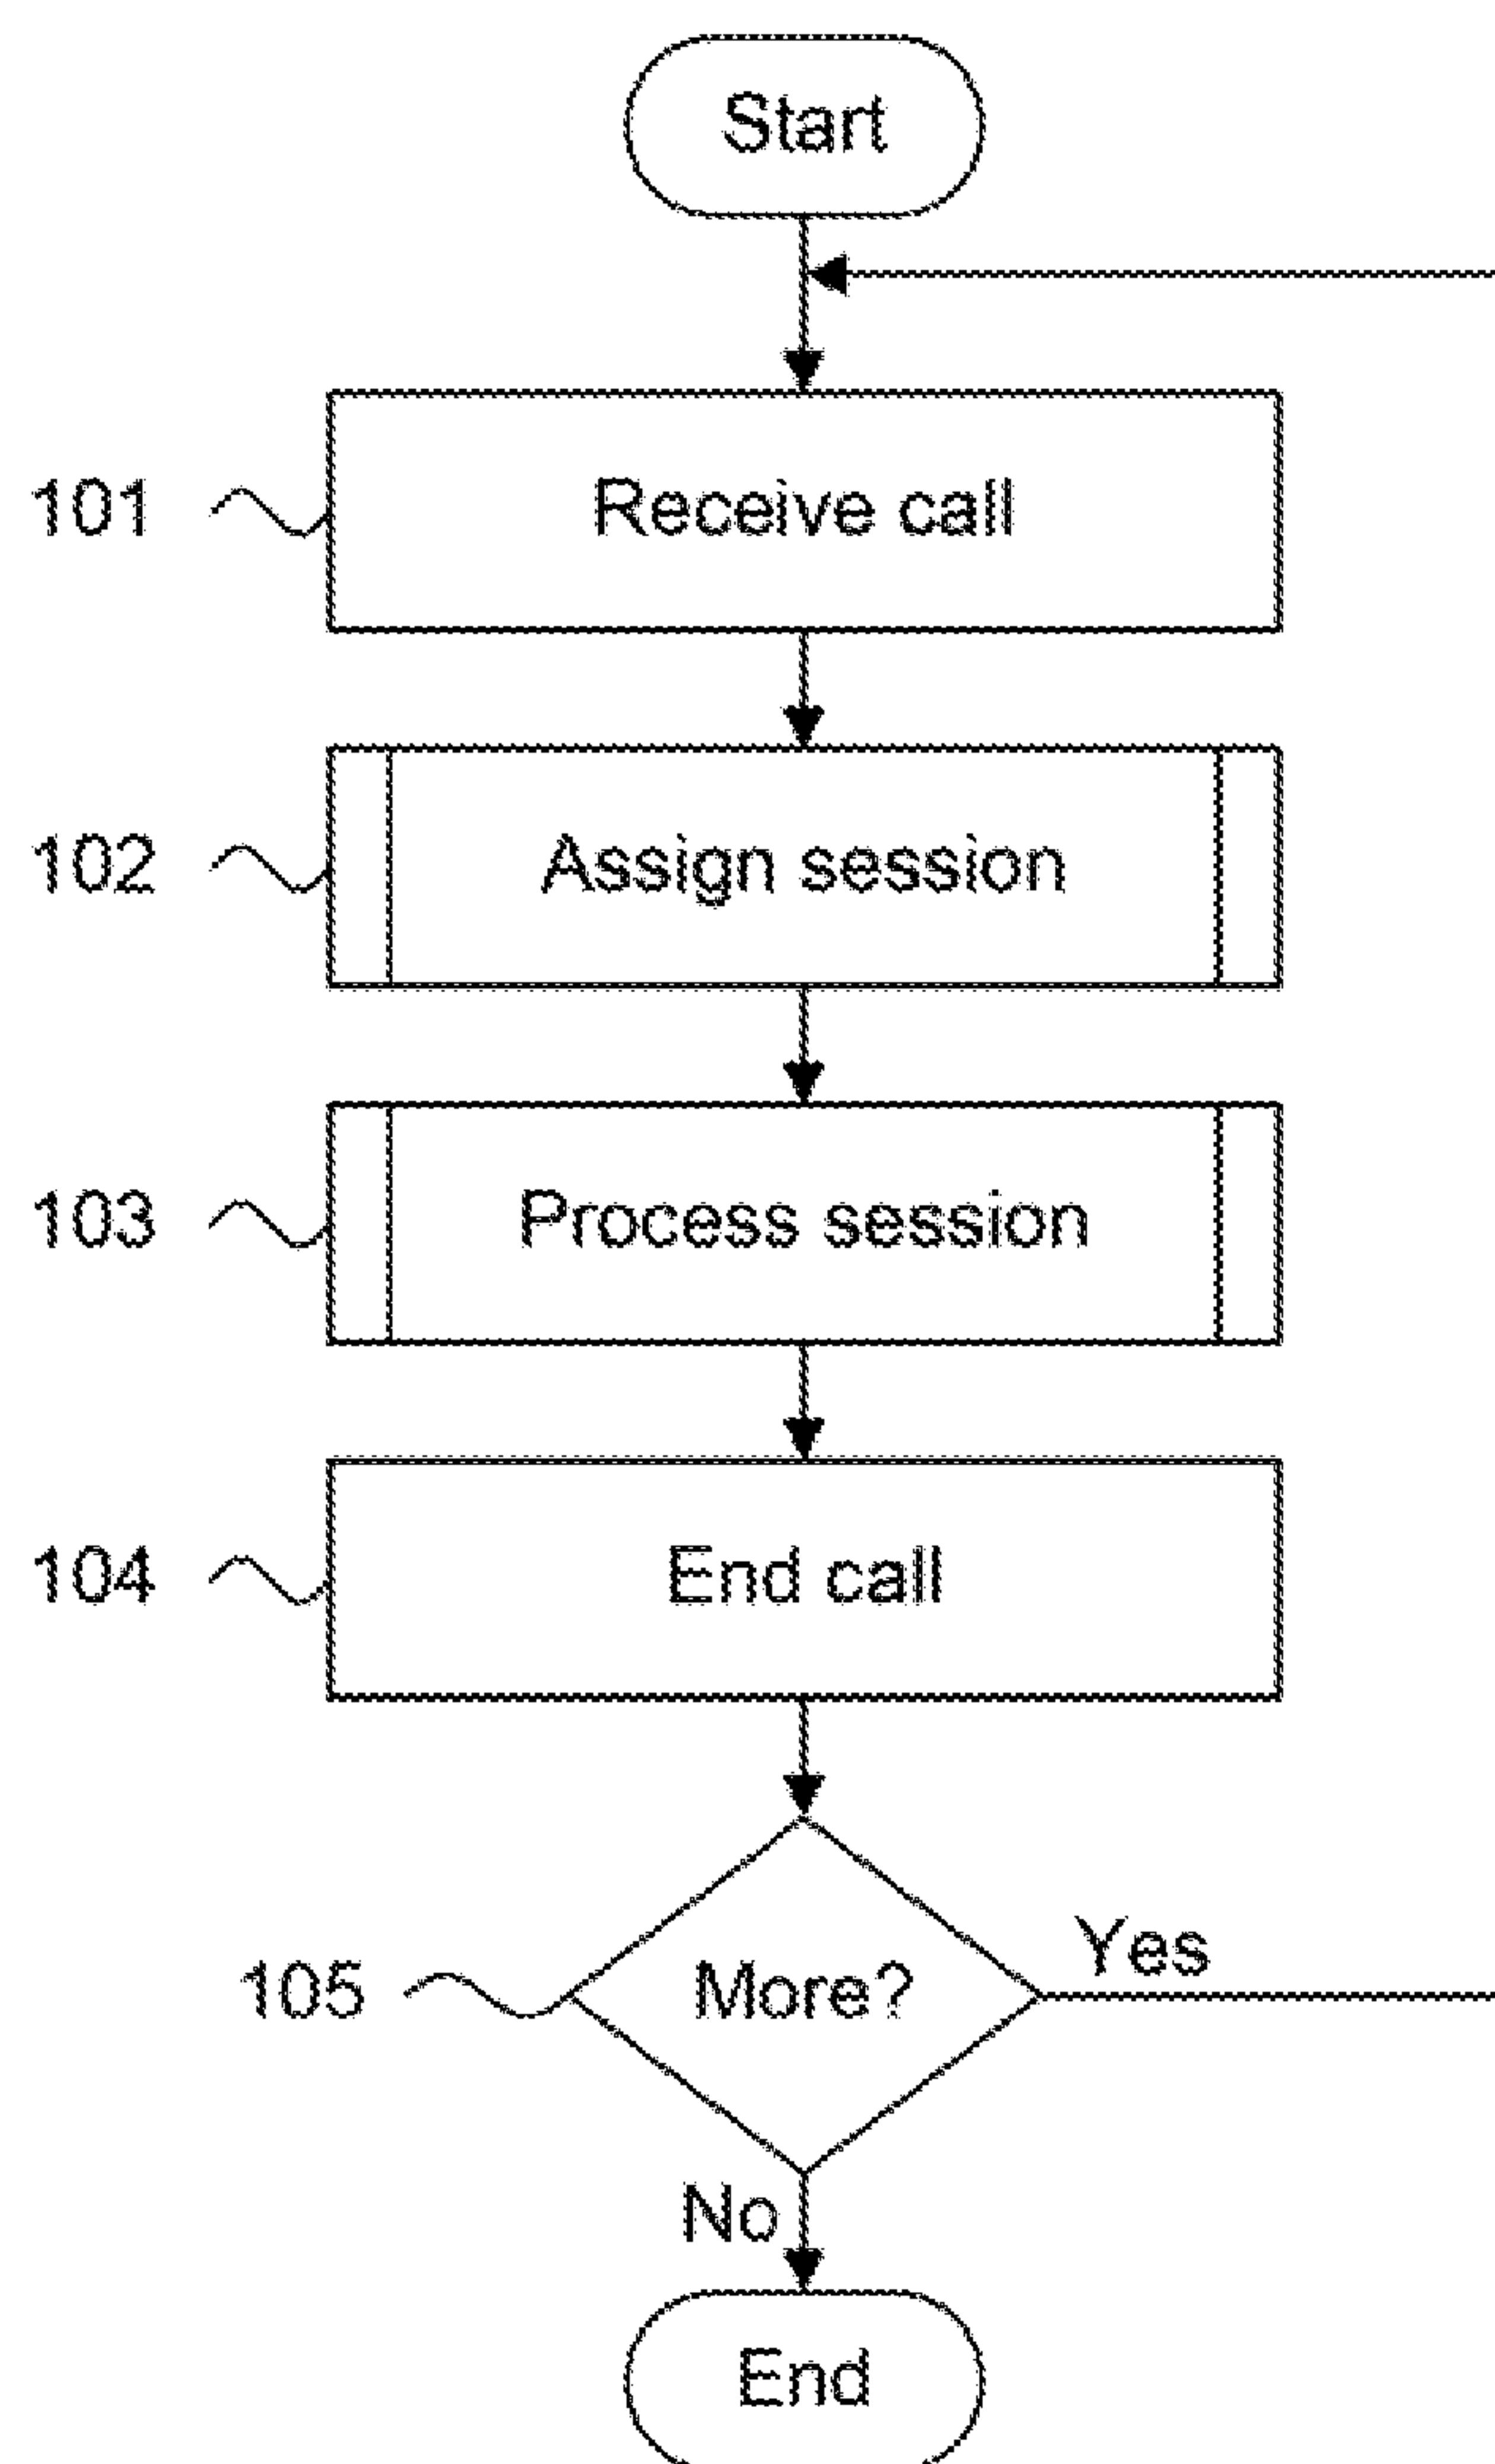 Start
101 Receive call
102 Assign session
103 Process session
104 End call
105 More? Yes
No
End